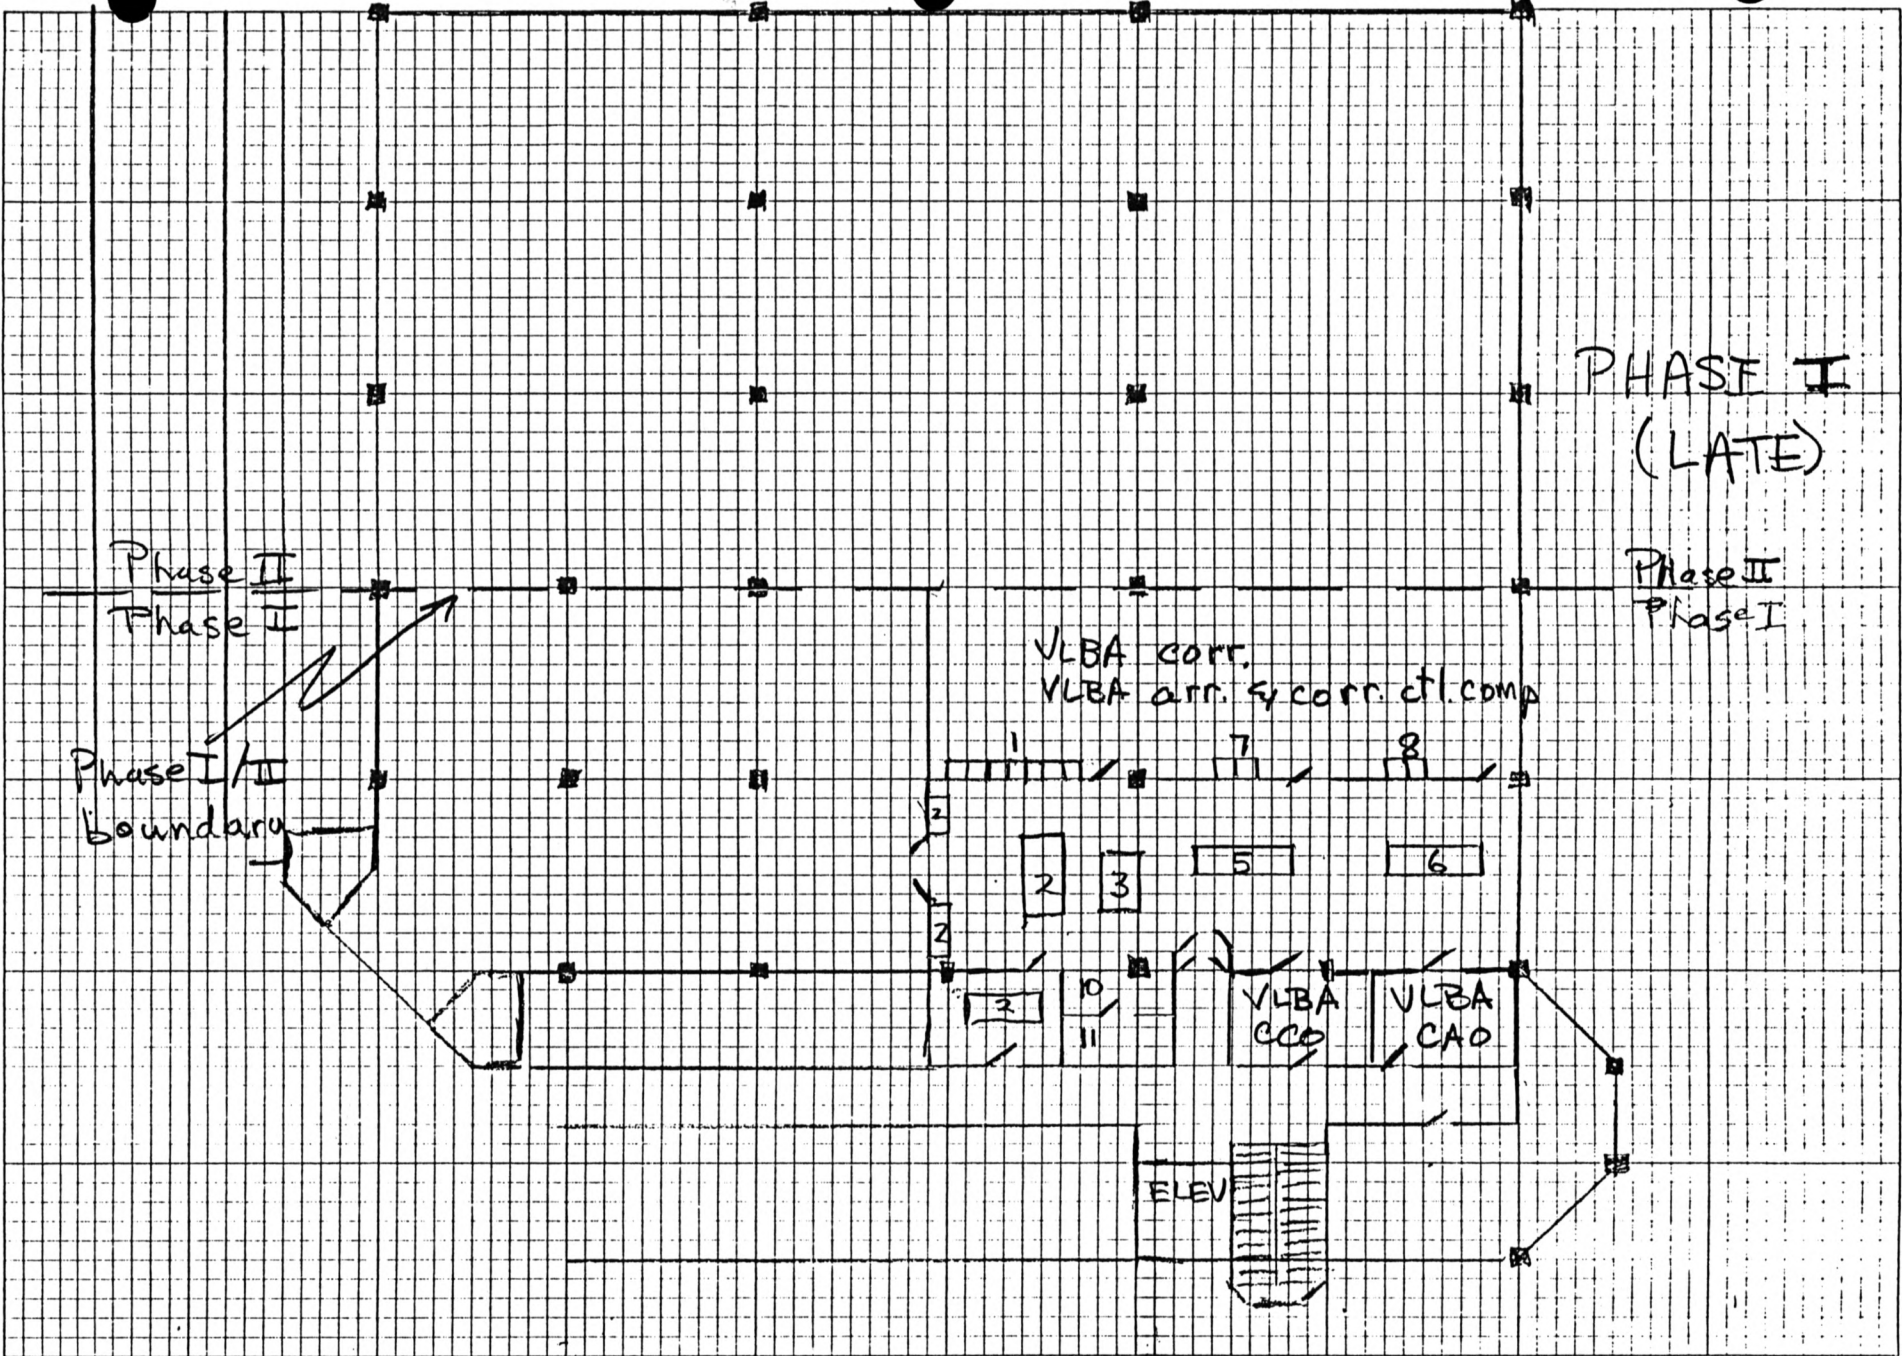 PHASE I
(LATE)
Phase II
Phase I
Phase II
Phase I
VLBA corr.
VLBA arr. & corr. ctl. comp
Phase I/II
boundary
1
7
8
2
2
3
5
6
2
2
10
11
VLBA
CCO
VLBA
CAO
ELEV